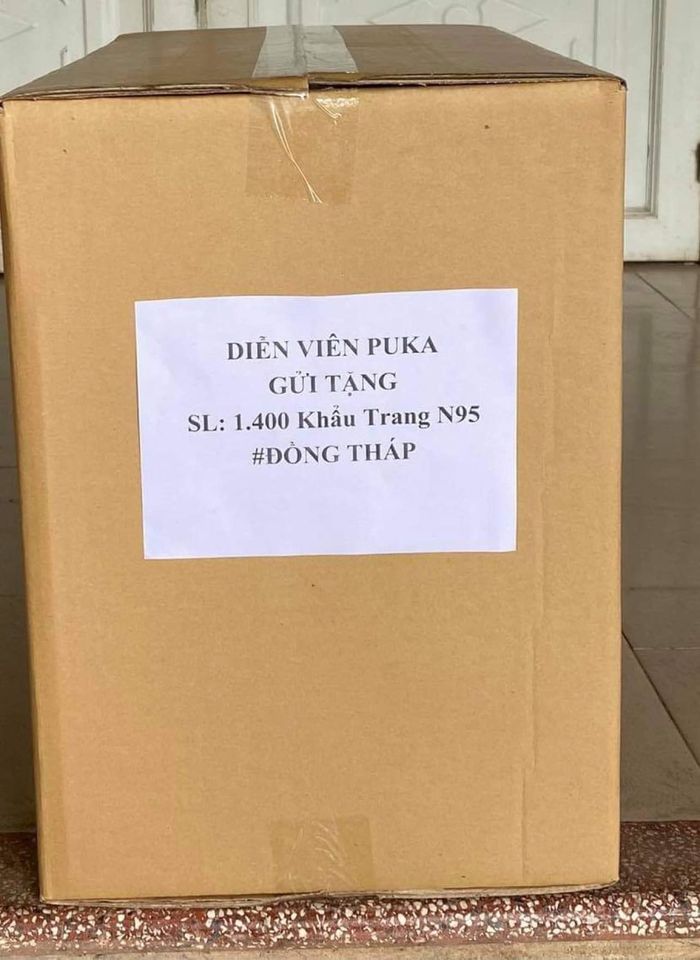 DIỄN VIÊN PUKA
GỬI TẶNG
SL: 1.400 Khẩu Trang N95
#ĐỒNG THÁP